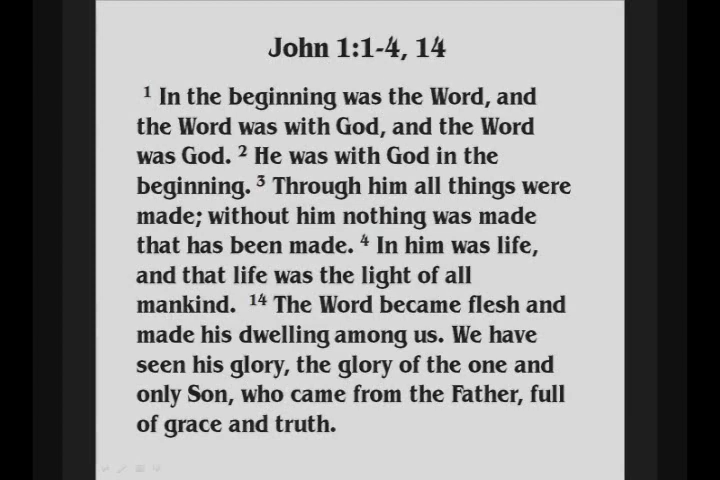 John 1:1-4, 14
1 In the beginning was the Word, and
the Word was with God, and the Word
was God. 2 He was with God in the
beginning. 3 Through him all things were
made; without him nothing was made
that has been made. 4 In him was life,
and that life was the light of all
mankind. 14 The Word became flesh and
made his dwelling among us. We have
seen his glory, the glory of the one and
only Son, who came from the Father, full
of grace and truth.